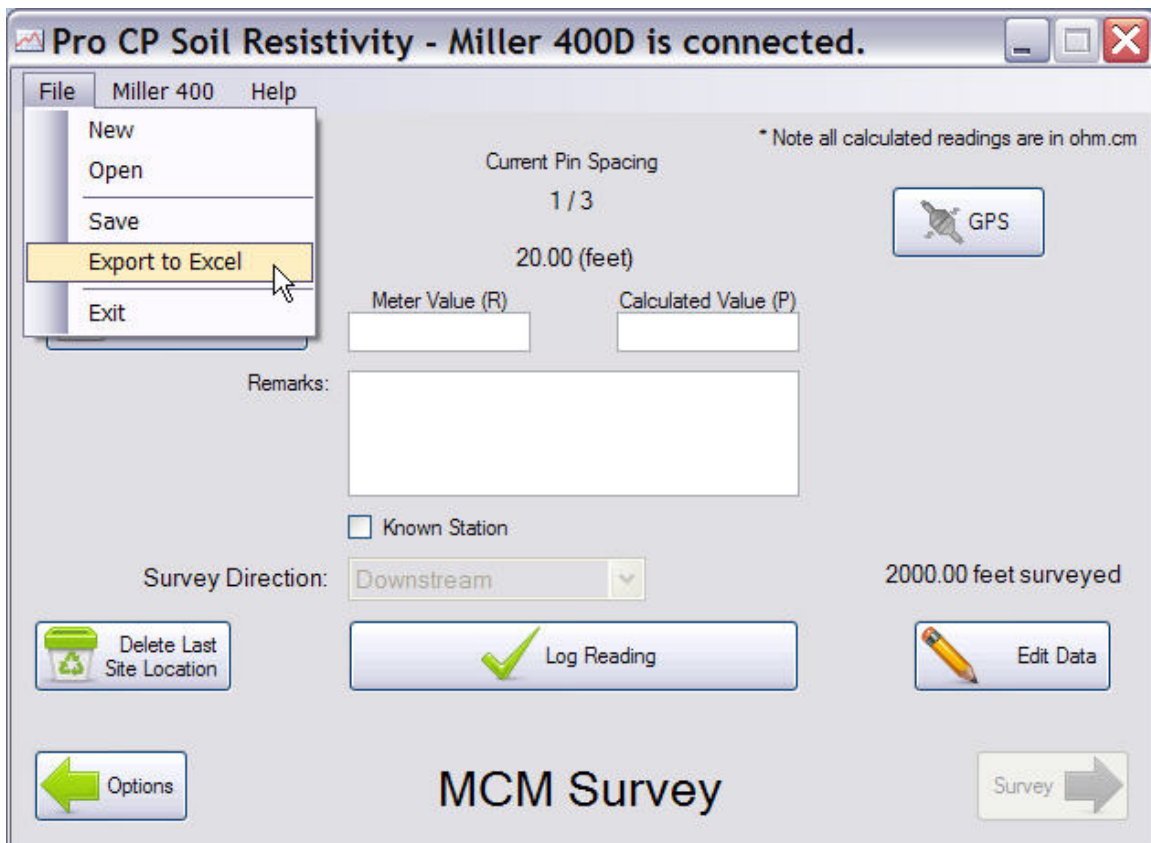 Pro CP Soil Resistivity - Miller 400D is connected.
File Miller 400 Help
New
Open
Save
Export to Excel
Exit
* Note all calculated readings are in ohm.cm
Current Pin Spacing
1 / 3
20.00 (feet)
GPS
Meter Value (R) Calculated Value (P)
Remarks:
Known Station
Survey Direction: Downstream 2000.00 feet surveyed
Delete Last
Site Location
Log Reading
Edit Data
Options
MCM Survey
Survey